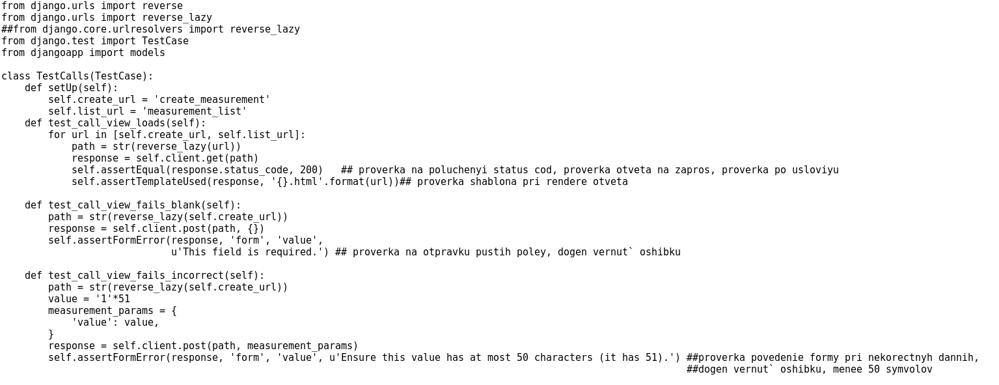 from django.urls import reverse
from django.urls import reverse_lazy
##from django.core.urlresolvers import reverse_lazy
from django.test import TestCase
from djangoapp import models

class TestCalls(TestCase):
    def setUp(self):
        self.create_url = 'create_measurement'
        self.list_url = 'measurement_list'
    def test_call_view_loads(self):
        for url in [self.create_url, self.list_url]:
            path = str(reverse_lazy(url))
            response = self.client.get(path)
            self.assertEqual(response.status_code, 200)   ## proverka na poluchenyi status cod, proverka otveta na zapros, proverka po usloviyu
            self.assertTemplateUsed(response, '{}.html'.format(url))## proverka shablona pri rendere otveta

    def test_call_view_fails_blank(self):
        path = str(reverse_lazy(self.create_url))
        response = self.client.post(path, {})
        self.assertFormError(response, 'form', 'value',
                             u'This field is required.') ## proverka na otpravku pustih poley, dogen vernut` oshibku

    def test_call_view_fails_incorrect(self):
        path = str(reverse_lazy(self.create_url))
        value = '1'*51
        measurement_params = {
            'value': value,
        }
        response = self.client.post(path, measurement_params)
        self.assertFormError(response, 'form', 'value', u'Ensure this value has at most 50 characters (it has 51).') ##proverka povedenie formy pri nekorectnyh dannih,
                                                                                                                     ##dogen vernut` oshibku, menee 50 symvolov